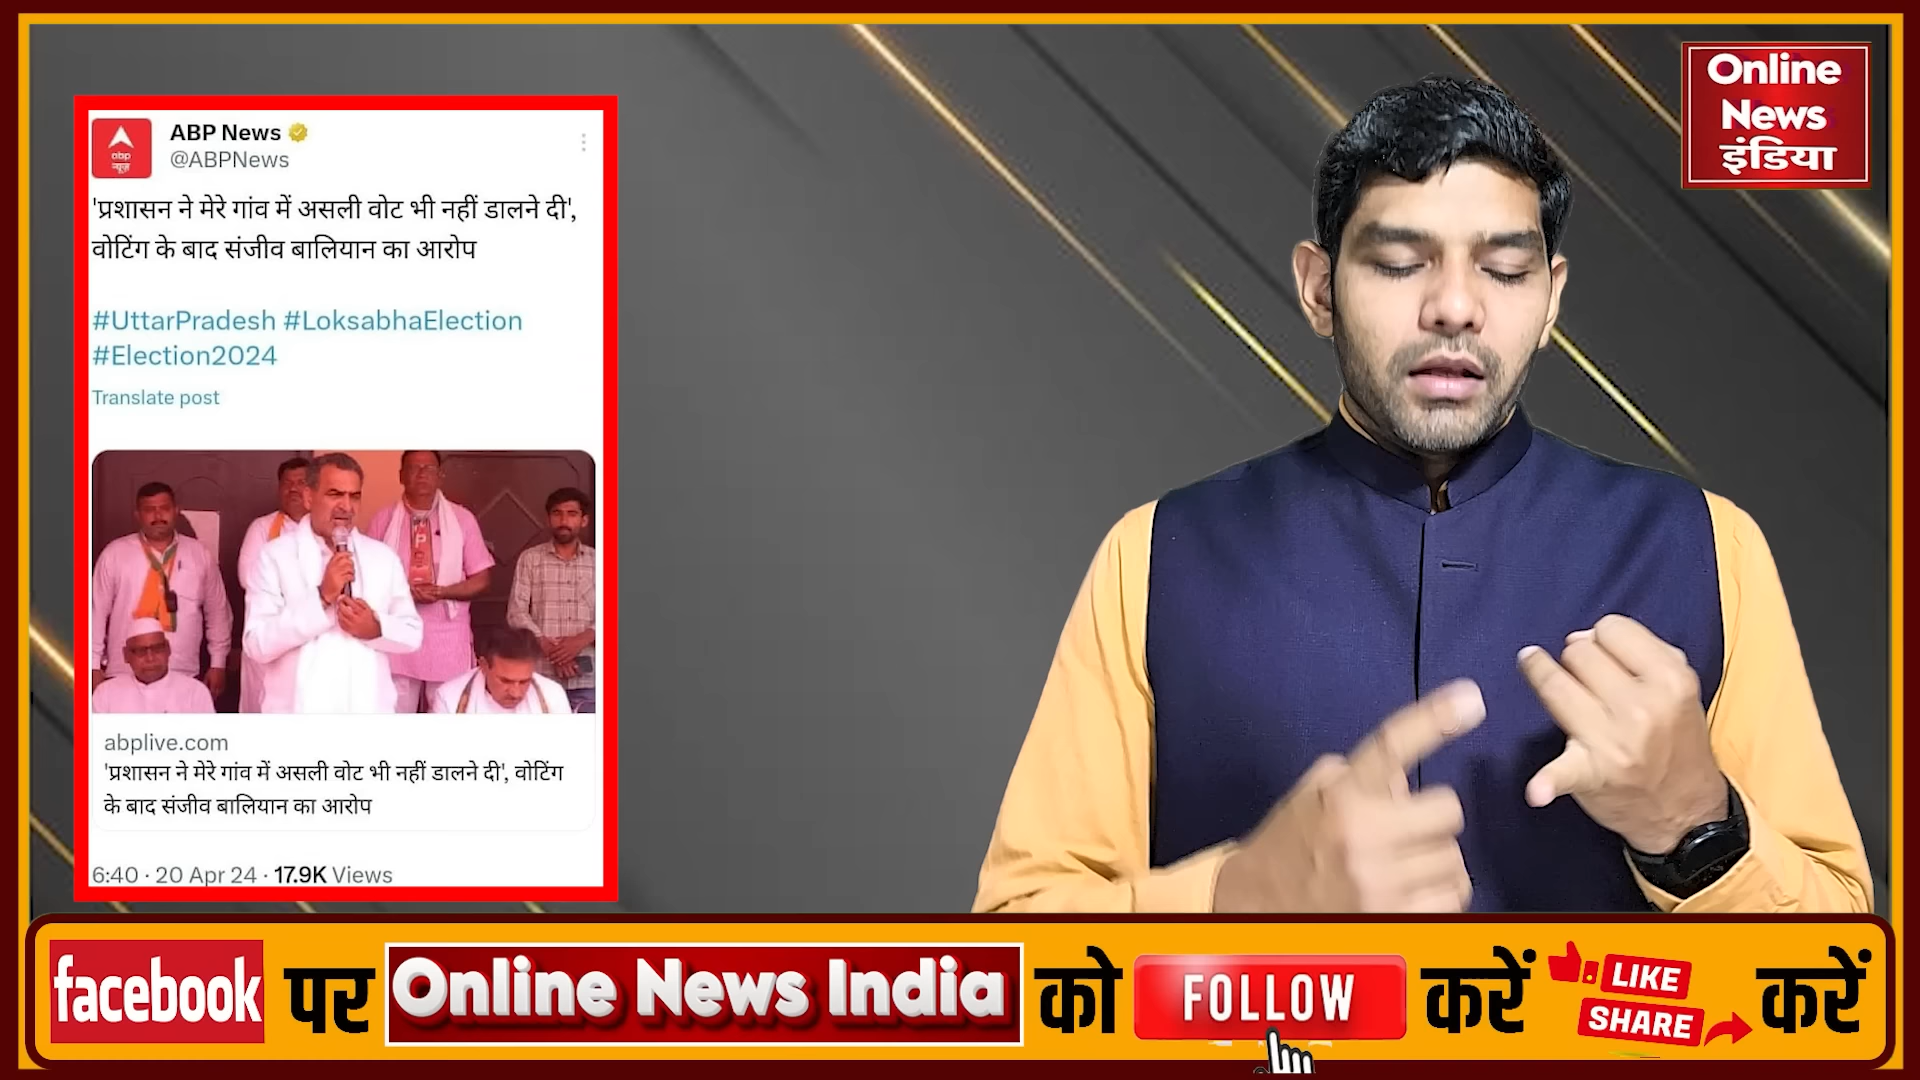 ABP News
@ABPNews
abp
न्यूज़
'प्रशासन ने मेरे गांव में असली वोट भी नहीं डालने दी',
वोटिंग के बाद संजीव बालियान का आरोप
#UttarPradesh #LoksabhaElection
#Election2024
Translate post
abplive.com
'प्रशासन ने मेरे गांव में असली वोट भी नहीं डालने दी', वोटिंग
के बाद संजीव बालियान का आरोप
6:40 · 20 Apr 24 · 17.9K Views
Online
News
इंडिया
facebook पर Online News India को FOLLOW करें LIKE SHARE करें